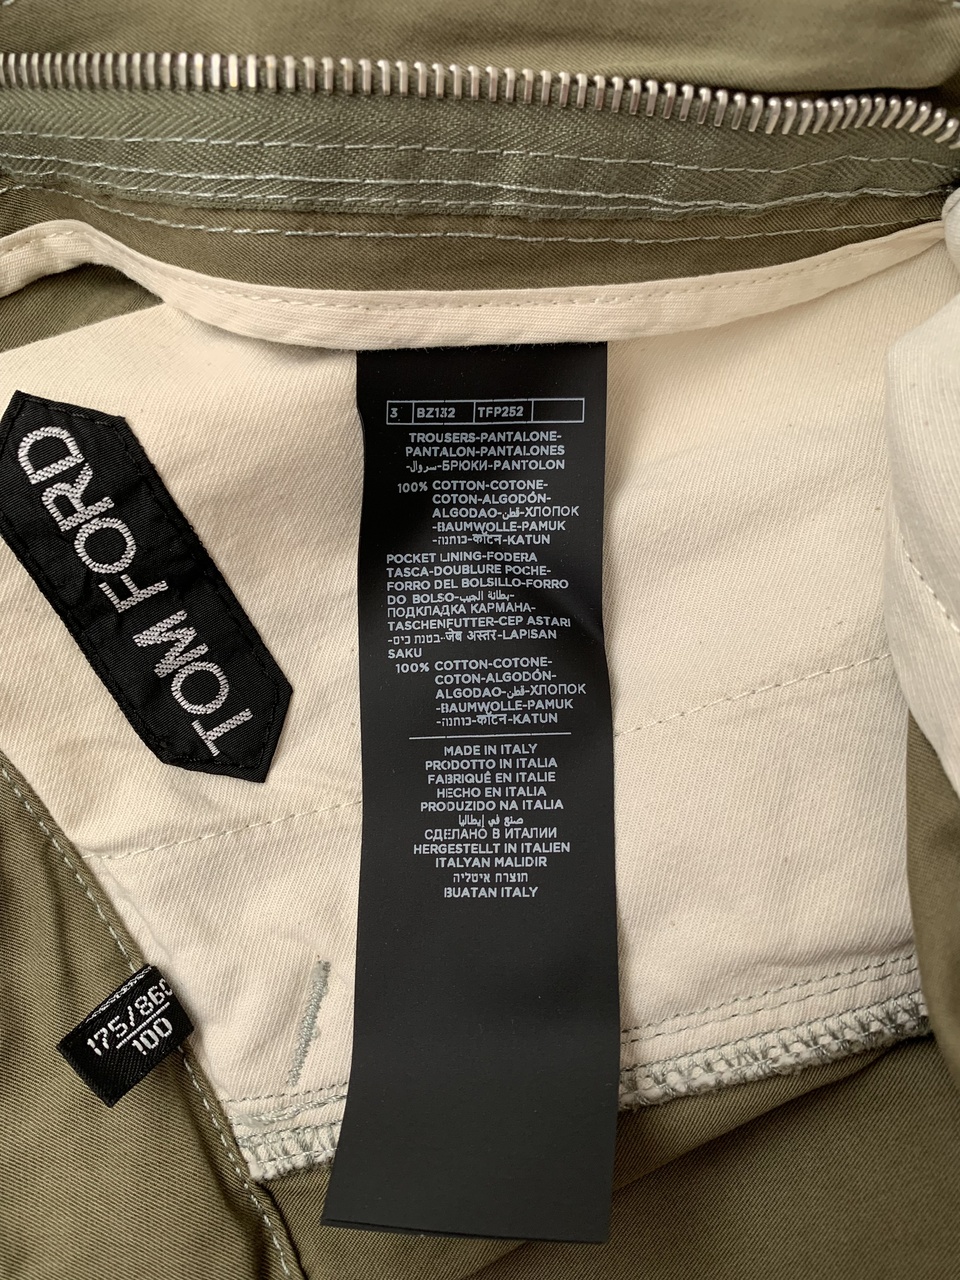 TOM FORD
3 BZ132 TFP252
TROUSERS-PANTALONE-
PANTALON-PANTALONES
-سروال-БРЮКИ-PANTOLON
100% COTTON-COTONE-
COTON-ALGODÓN-
ALGODAO-قطن-ХЛОПОК
-BAUMWOLLE-PAMUK
-כותנה-कॉटन-KATUN
POCKET LINING-FODERA
TASCA-DOUBLURE POCHE-
FORRO DEL BOLSILLO-FORRO
DO BOLSO-بطانة الجيب-
ПОДКЛАДКА КАРМАНА-
TASCHENFUTTER-CEP ASTARI
-בטנת כיס-जेब अस्तर-LAPISAN
SAKU
100% COTTON-COTONE-
COTON-ALGODÓN-
ALGODAO-قطن-ХЛОПОК
-BAUMWOLLE-PAMUK
-כותנה-कॉटन-KATUN
MADE IN ITALY
PRODOTTO IN ITALIA
FABRIQUÉ EN ITALIE
HECHO EN ITALIA
PRODUZIDO NA ITALIA
صنع في إيطاليا
СДЕЛАНО В ИТАЛИИ
HERGESTELLT IN ITALIEN
ITALYAN MALIDIR
תוצרת איטליה
BUATAN ITALY
175/860
100